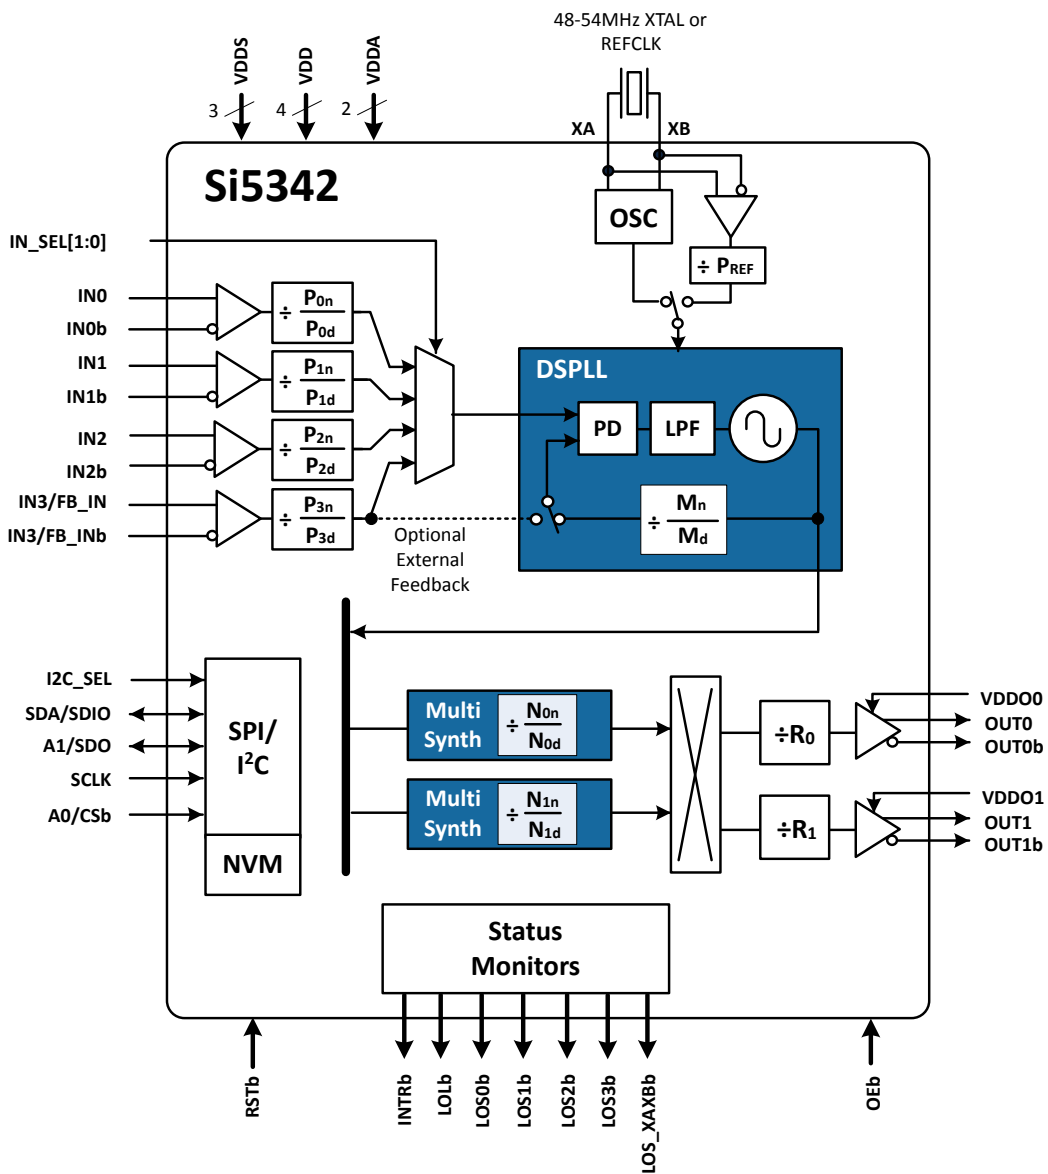 48-54MHz XTAL or
REFCLK
VDDS
VDD
VDDA
3
4
2
XA
XB
Si5342
OSC
÷ PREF
IN_SEL[1:0]
IN0
IN0b
÷ P0n
P0d
IN1
IN1b
÷ P1n
P1d
IN2
IN2b
÷ P2n
P2d
IN3/FB_IN
IN3/FB_INb
÷ P3n
P3d
DSPLL
PD
LPF
÷ Mn
Md
Optional
External
Feedback
I2C_SEL
SDA/SDIO
A1/SDO
SCLK
A0/CSb
SPI/
I²C
NVM
Multi
Synth
÷ N0n
N0d
Multi
Synth
÷ N1n
N1d
÷R0
÷R1
VDDO0
OUT0
OUT0b
VDDO1
OUT1
OUT1b
Status
Monitors
RSTb
INTRb
LOLb
LOS0b
LOS1b
LOS2b
LOS3b
LOS_XAXBb
OEb